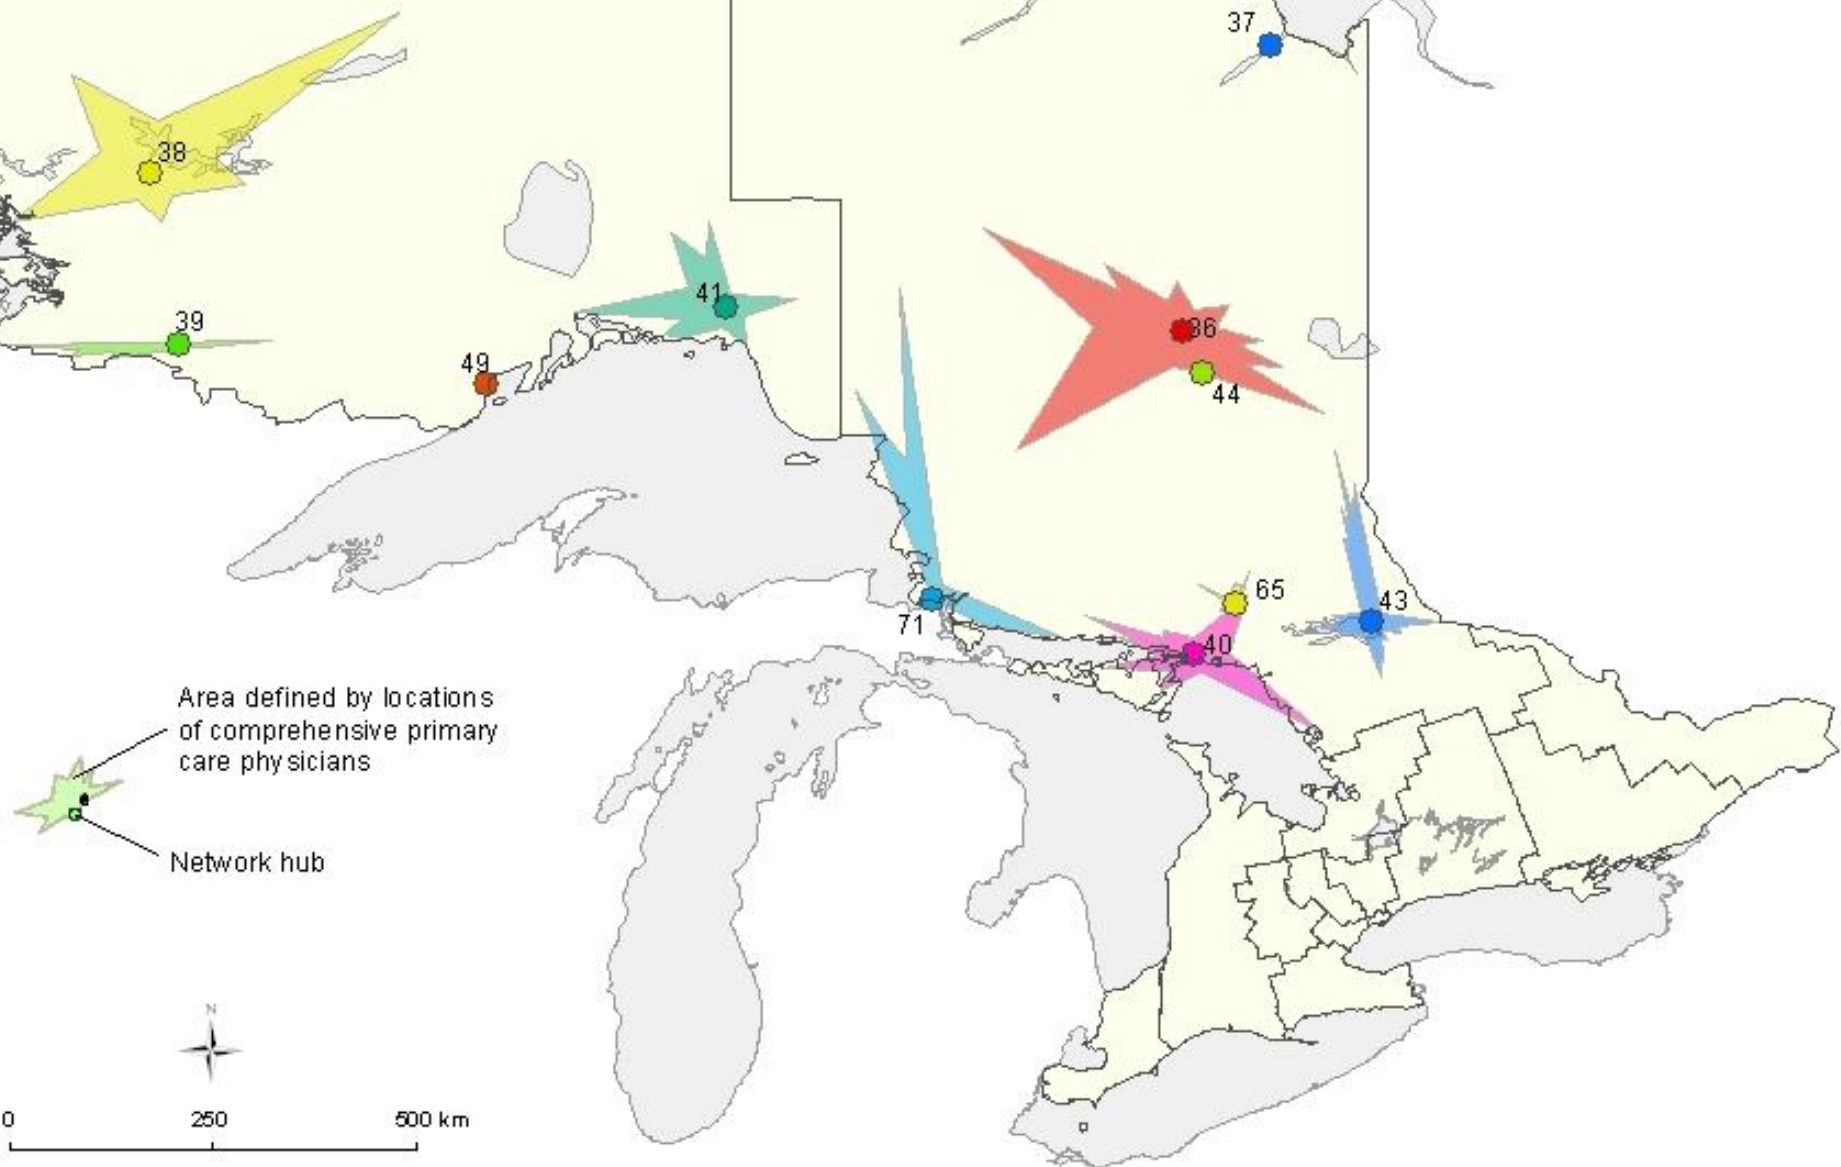 37
38
41
39
36
49
44
65
43
71
40
Area defined by locations
of comprehensive primary
care physicians
Network hub
N
0 250 500 km